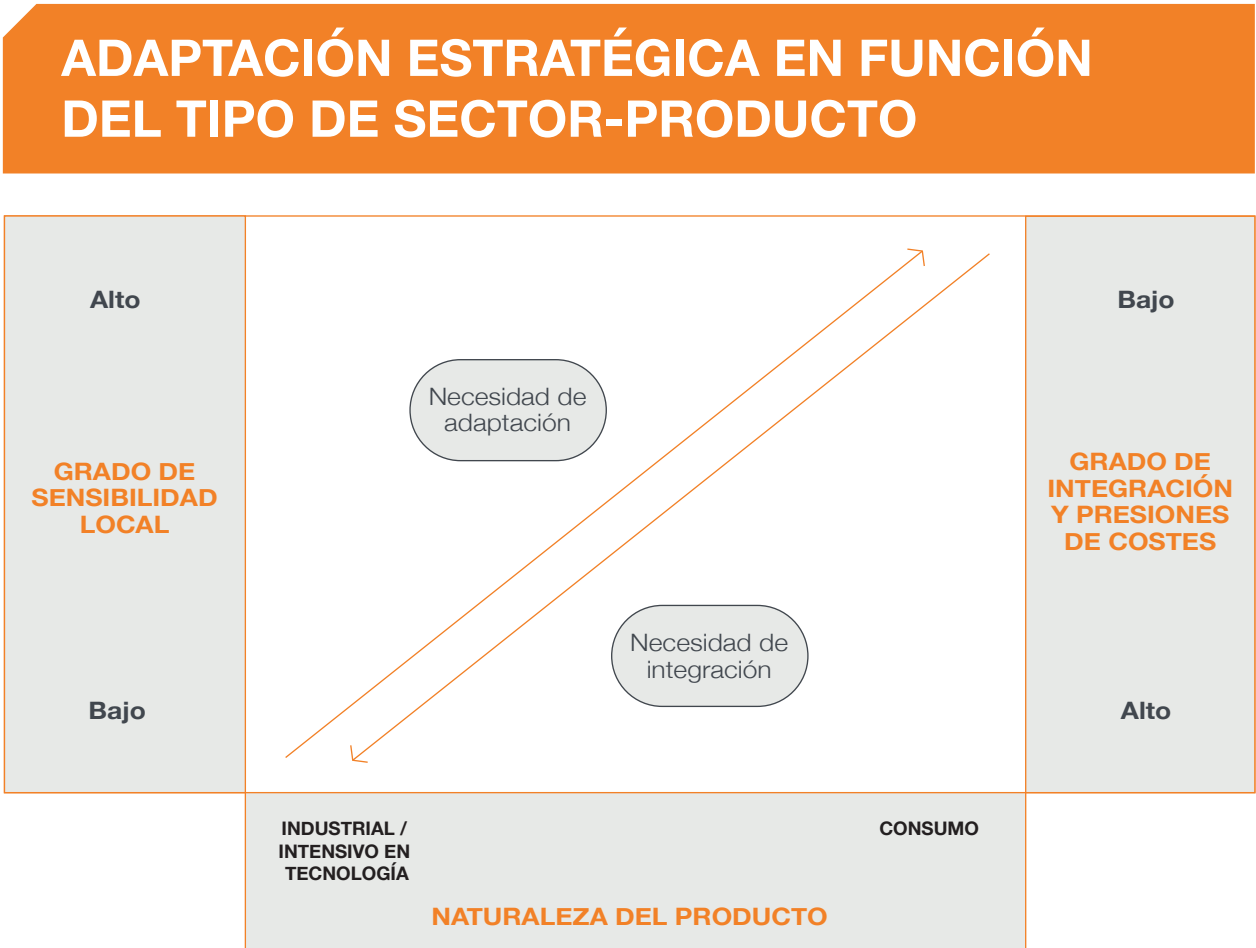 ADAPTACIÓN ESTRATÉGICA EN FUNCIÓN
DEL TIPO DE SECTOR-PRODUCTO
Alto
GRADO DE
SENSIBILIDAD
LOCAL
Bajo
Necesidad de
adaptación
Necesidad de
integración
Bajo
GRADO DE
INTEGRACIÓN
Y PRESIONES
DE COSTES
Alto
INDUSTRIAL /
INTENSIVO EN
TECNOLOGÍA
CONSUMO
NATURALEZA DEL PRODUCTO